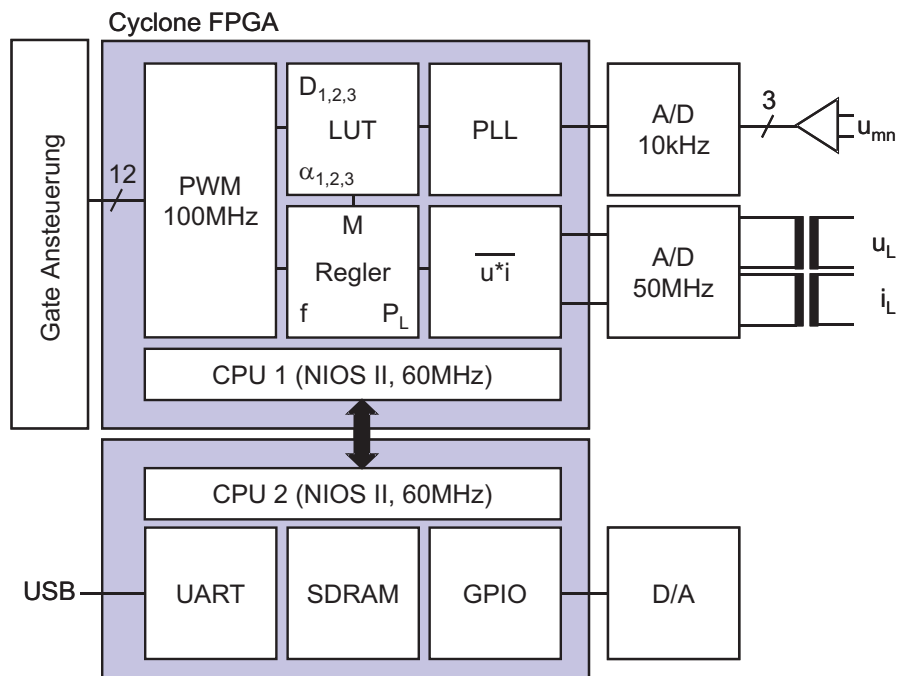 Cyclone FPGA
Gate Ansteuerung
12
PWM
100MHz
D1,2,3
LUT
α1,2,3
PLL
A/D
10kHz
3
umn
M
Regler
f
PL
u*i
A/D
50MHz
uL
iL
CPU 1 (NIOS II, 60MHz)
CPU 2 (NIOS II, 60MHz)
USB
UART
SDRAM
GPIO
D/A